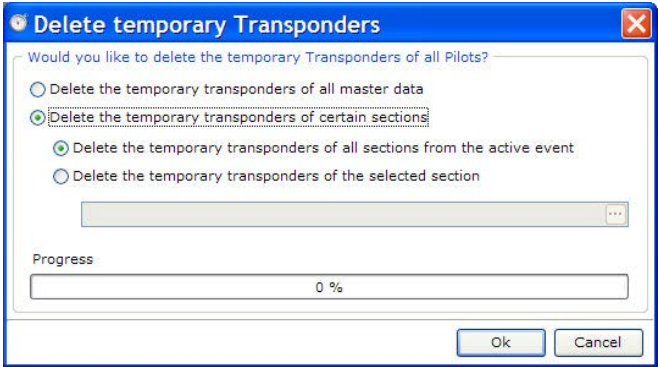 Delete temporary Transponders
Would you like to delete the temporary Transponders of all Pilots?
Delete the temporary transponders of all master data
Delete the temporary transponders of certain sections
Delete the temporary transponders of all sections from the active event
Delete the temporary transponders of the selected section
...
Progress
0 %
Ok Cancel